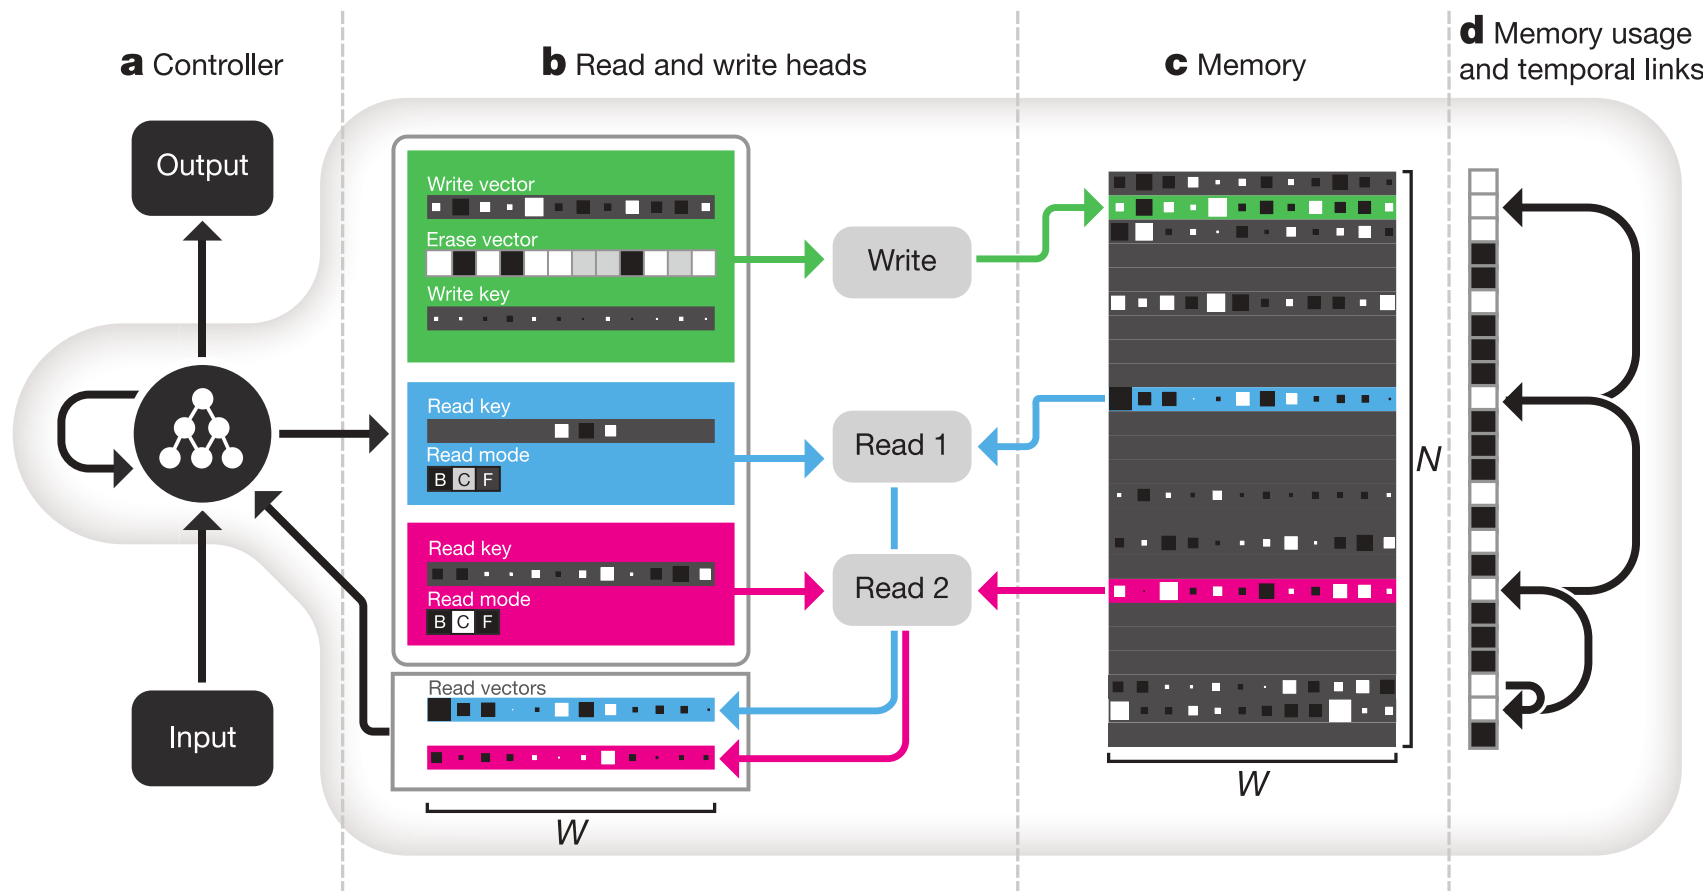 a Controller
b Read and write heads
c Memory
d Memory usage
and temporal links
Output
Input
Write vector
Erase vector
Write key
Read key
Read mode
B C F
Read key
Read mode
B C F
Read vectors
W
Write
Read 1
Read 2
N
W